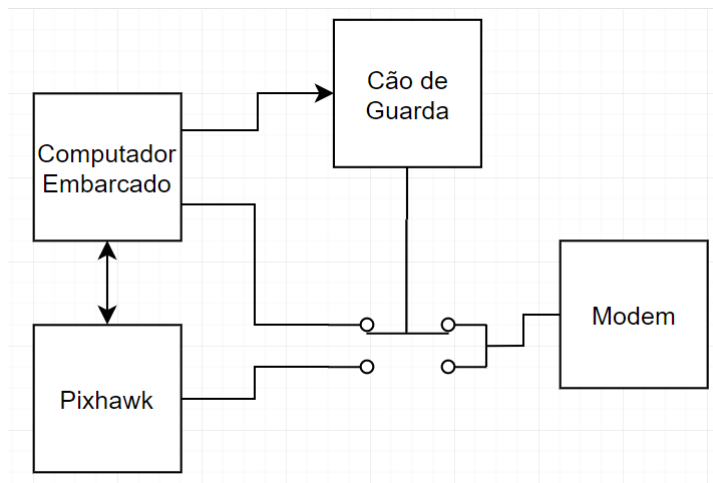 Cão de
Guarda
Computador
Embarcado
Modem
Pixhawk